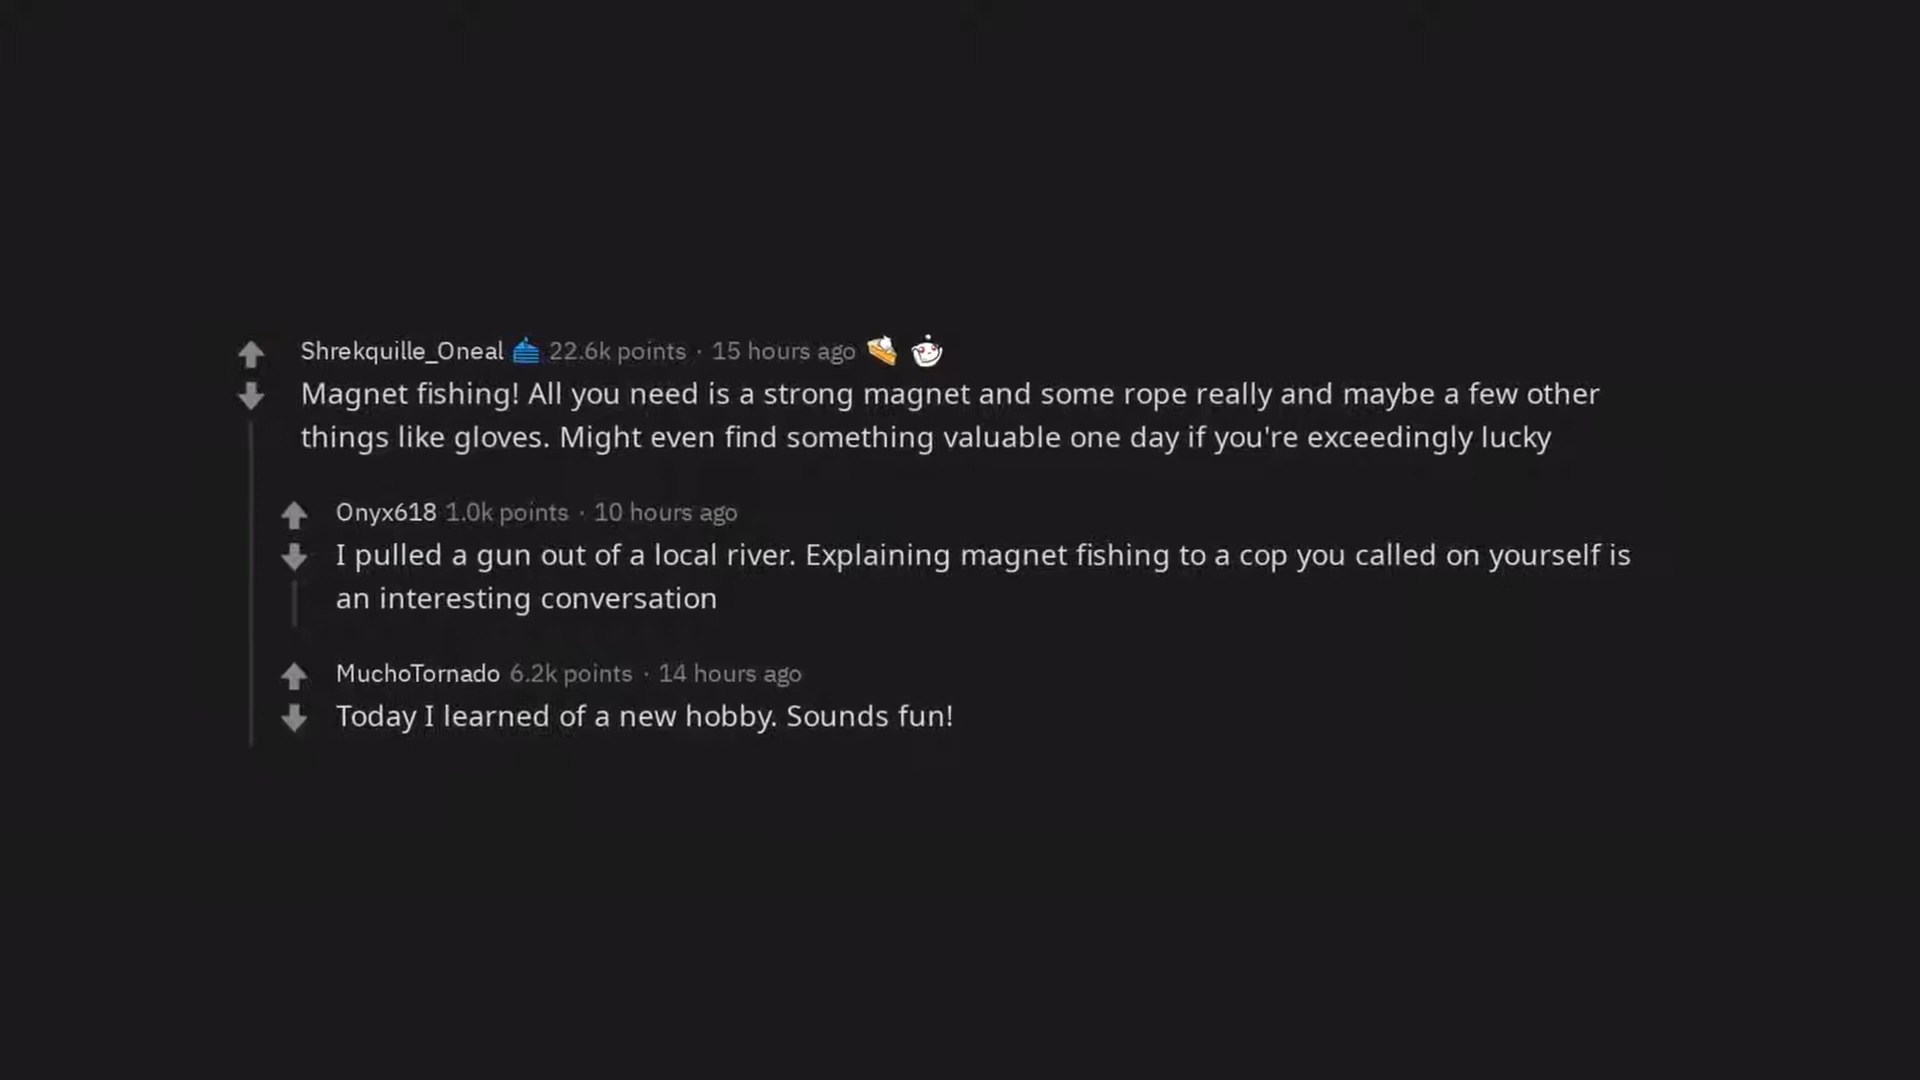 Shrekquille_Oneal 22.6k points · 15 hours ago
Magnet fishing! All you need is a strong magnet and some rope really and maybe a few other
things like gloves. Might even find something valuable one day if you're exceedingly lucky
Onyx618 1.0k points · 10 hours ago
I pulled a gun out of a local river. Explaining magnet fishing to a cop you called on yourself is
an interesting conversation
MuchoTornado 6.2k points · 14 hours ago
Today I learned of a new hobby. Sounds fun!